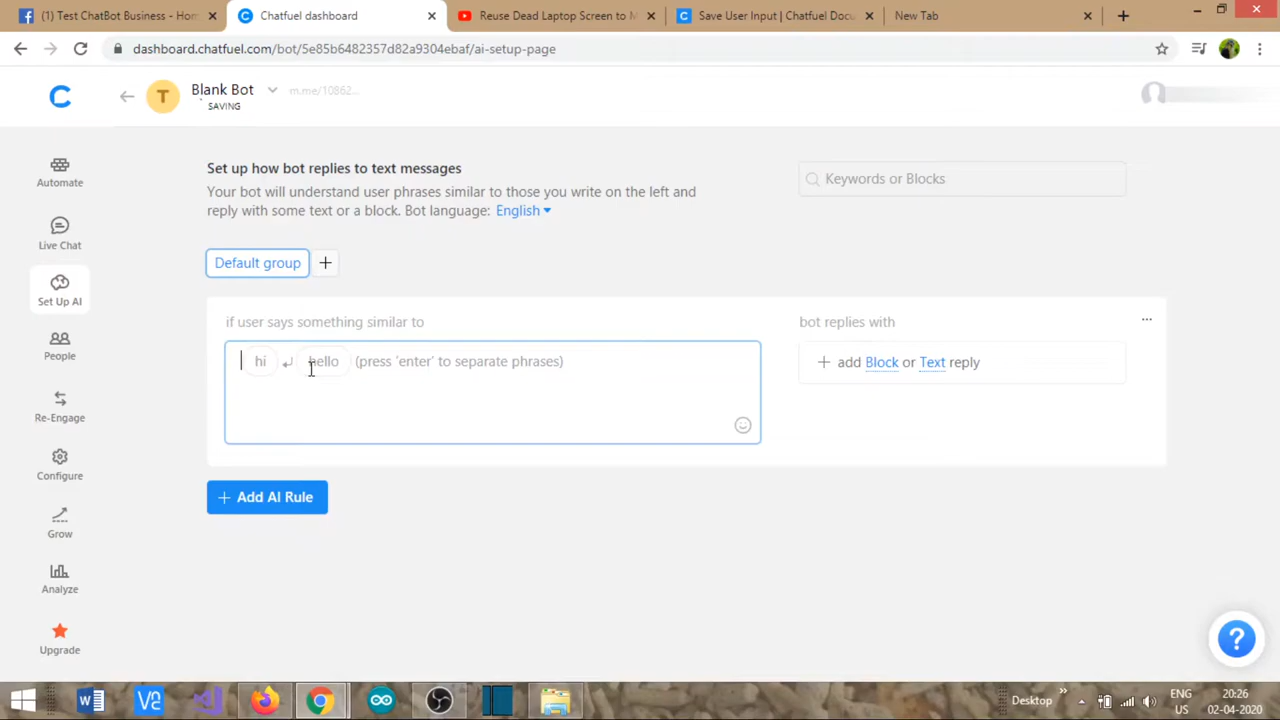 (1) Test ChatBot Business - Hom
Chatfuel dashboard
Reuse Dead Laptop Screen to M
Save User Input | Chatfuel Docu
New Tab
dashboard.chatfuel.com/bot/5e85b6482357d82a9304ebaf/ai-setup-page
T
Blank Bot
m.me/10862...
SAVING
Automate
Live Chat
Set Up AI
People
Re-Engage
Configure
Grow
Analyze
Upgrade
Set up how bot replies to text messages
Your bot will understand user phrases similar to those you write on the left and
reply with some text or a block. Bot language: English
Keywords or Blocks
Default group
if user says something similar to
bot replies with
hi hello (press 'enter' to separate phrases)
+ add Block or Text reply
+ Add AI Rule
?
Desktop
ENG
US
20:26
02-04-2020